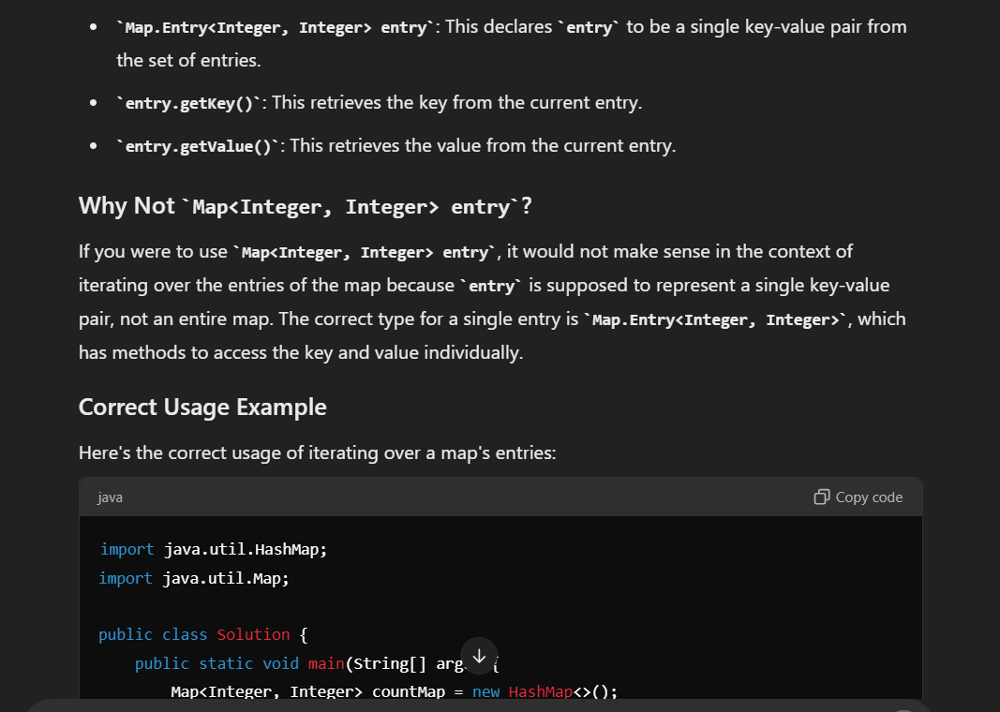 • `Map.Entry<Integer, Integer> entry`: This declares `entry` to be a single key-value pair from
the set of entries.
• `entry.getKey()`: This retrieves the key from the current entry.
• `entry.getValue()`: This retrieves the value from the current entry.
Why Not `Map<Integer, Integer> entry`?
If you were to use `Map<Integer, Integer> entry`, it would not make sense in the context of
iterating over the entries of the map because `entry` is supposed to represent a single key-value
pair, not an entire map. The correct type for a single entry is `Map.Entry<Integer, Integer>`, which
has methods to access the key and value individually.
Correct Usage Example
Here's the correct usage of iterating over a map's entries:
java Copy code
import java.util.HashMap;
import java.util.Map;
public class Solution {
public static void main(String[] arg {
Map<Integer, Integer> countMap = new HashMap<>();